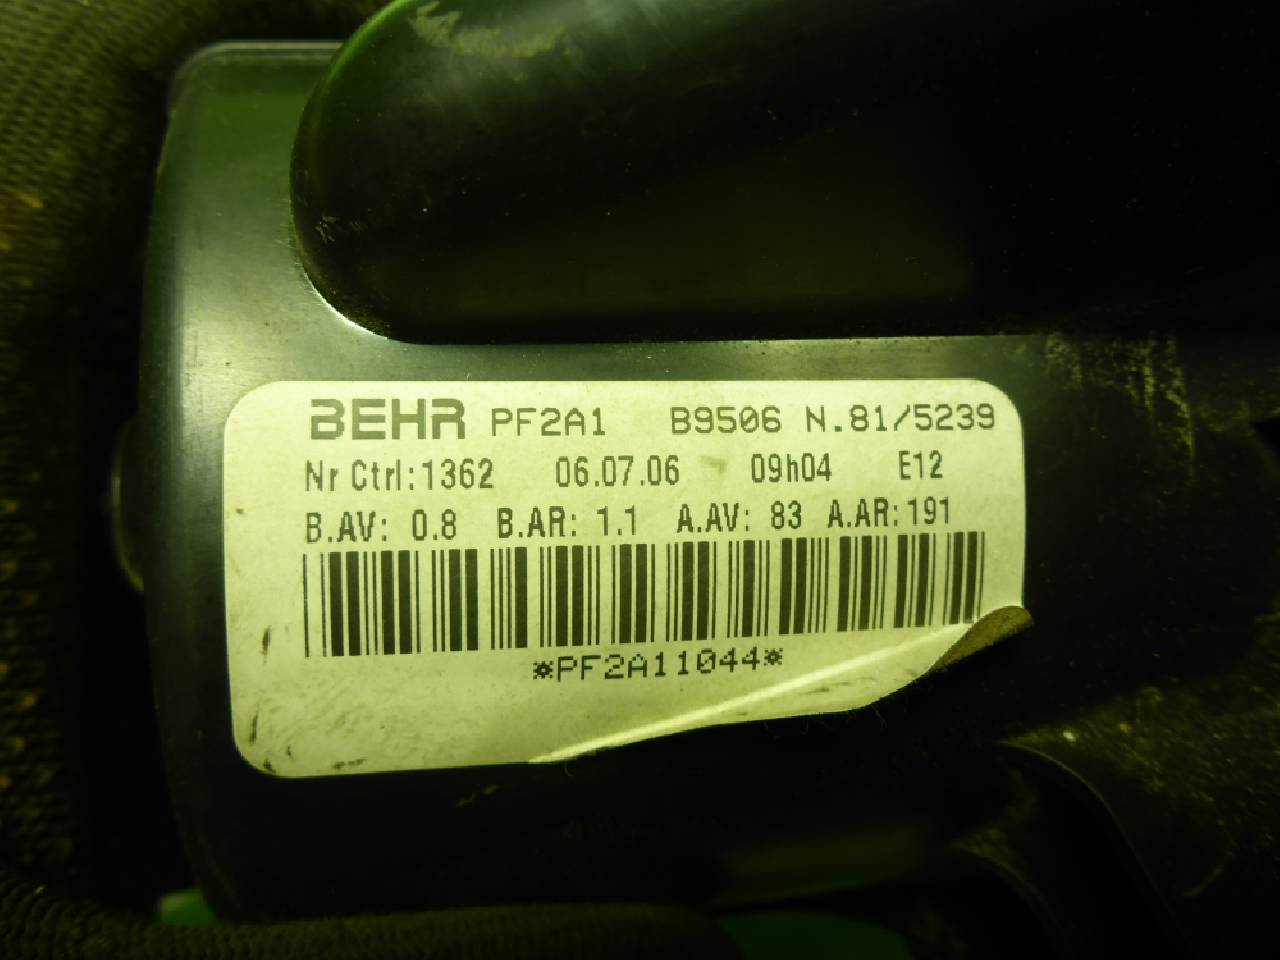 BEHR PF2A1 B9506 N.81/5239
Nr Ctrl:1362 06.07.06 09h04 E12
B.AV: 0.8 B.AR: 1.1 A.AV: 83 A.AR:191
*PF2A11044*